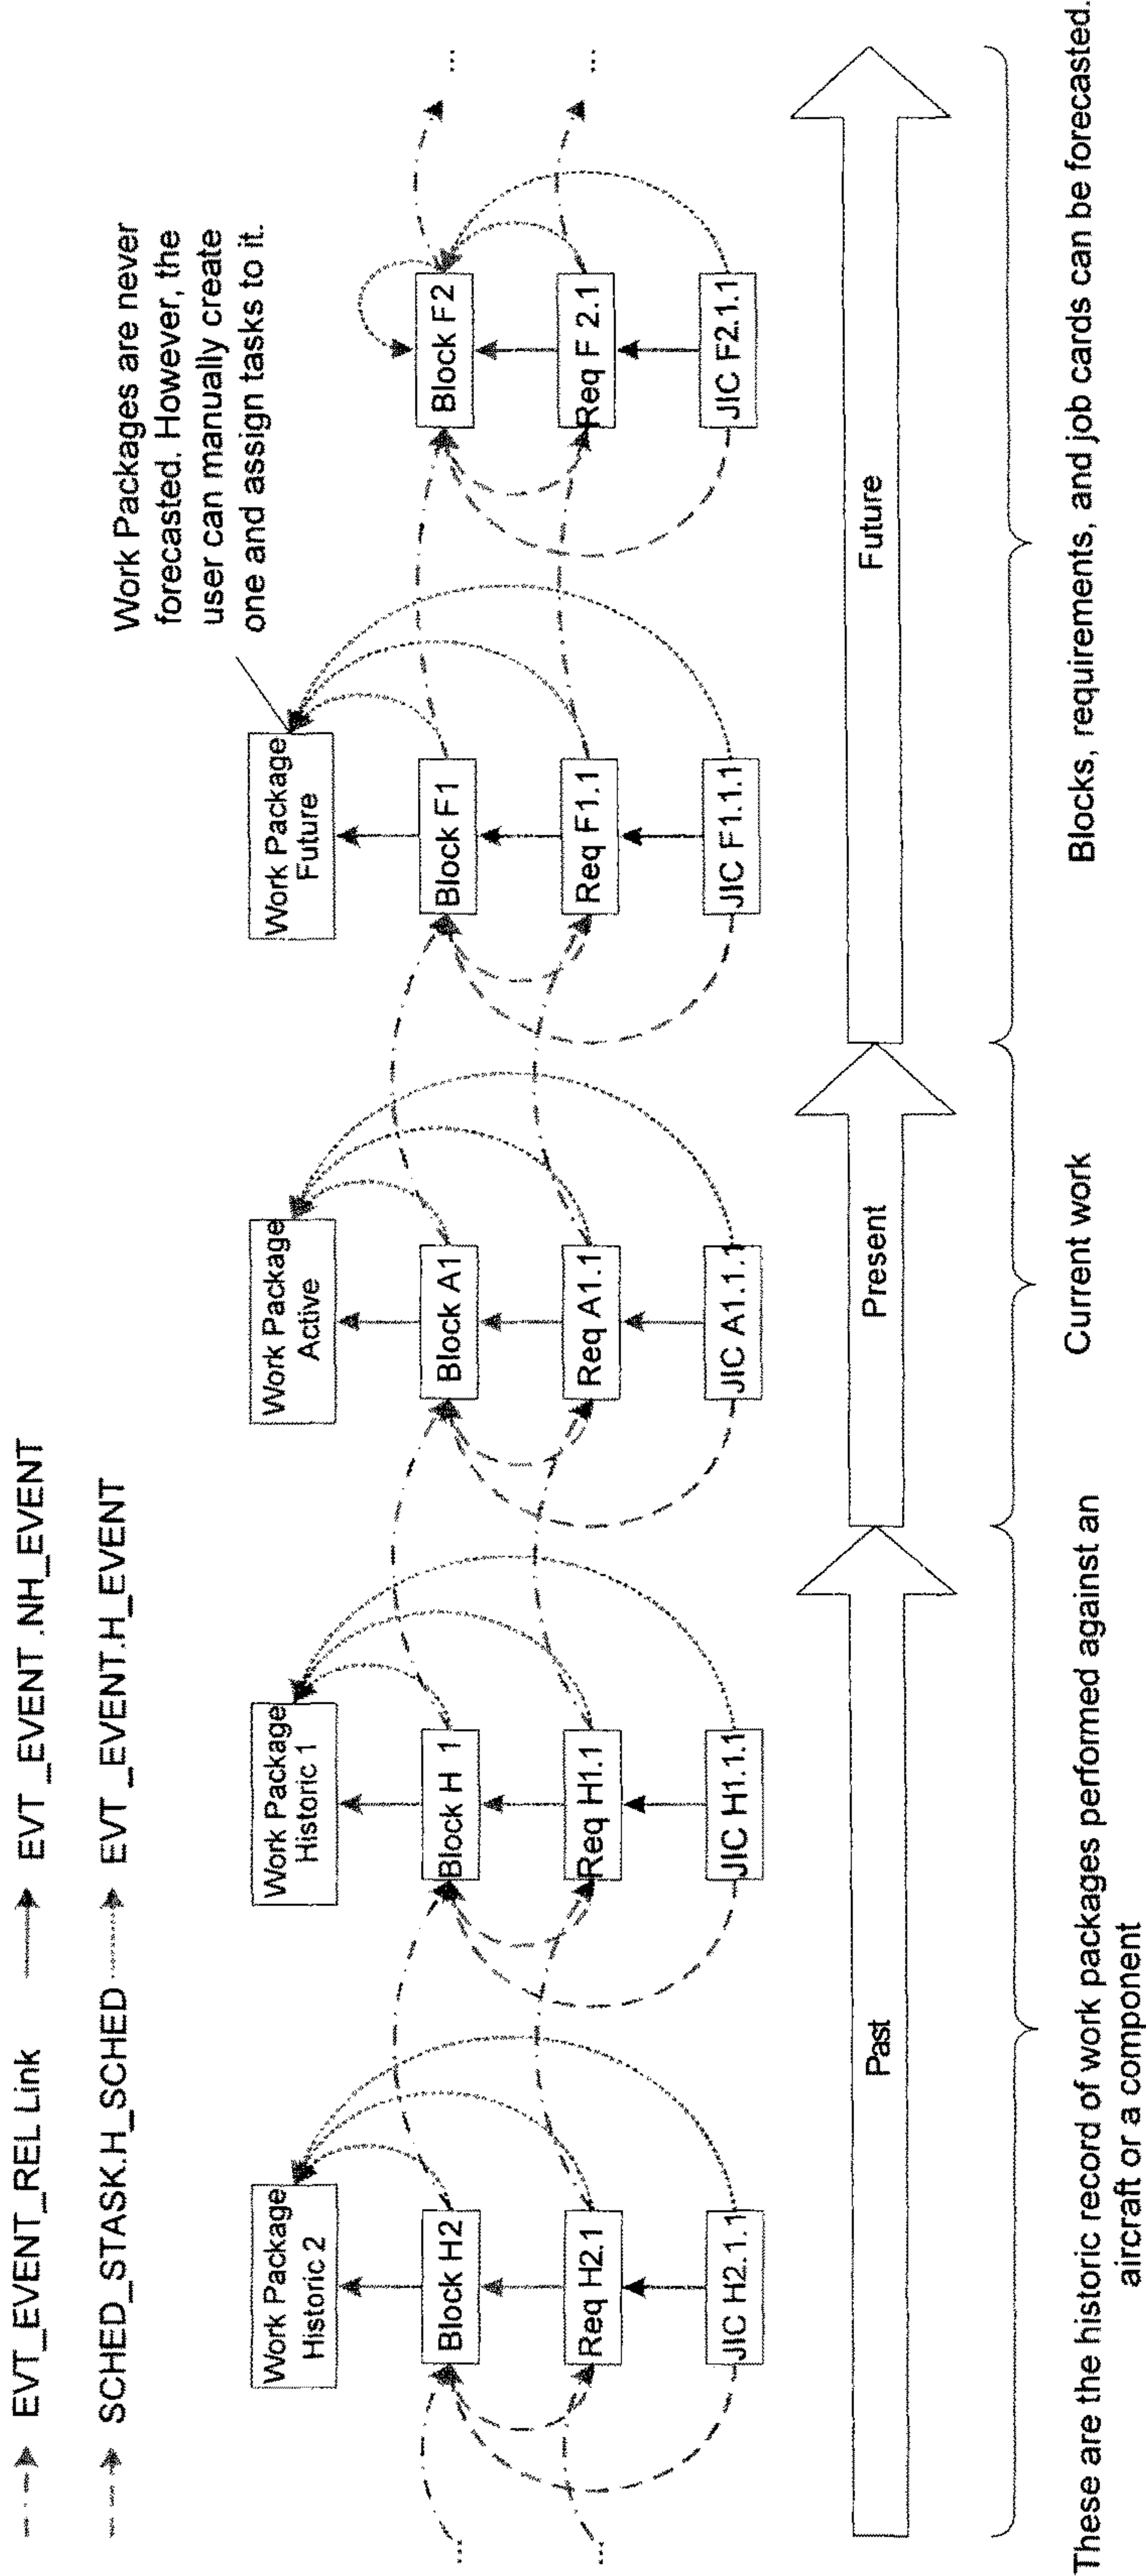 EVT_EVENT_REL Link
EVT_EVENT.NH_EVENT
SCHED_STASK.H_SCHED
EVT_EVENT.H_EVENT
Work Packages are never
forecasted. However, the
user can manually create
one and assign tasks to it.
Work Package
Historic 2
Work Package
Historic 1
Work Package
Active
Work Package
Future
...
Block H2
Block H 1
Block A1
Block F1
Block F2
...
...
Req H2.1
Req H1.1
Req A1.1
Req F1.1
Req F 2.1
...
JIC H2.1.1
JIC H1.1.1
JIC A1.1.1
JIC F1.1.1
JIC F2.1.1
Past
Present
Future
These are the historic record of work packages performed against an
aircraft or a component
Current work
Blocks, requirements, and job cards can be forecasted.